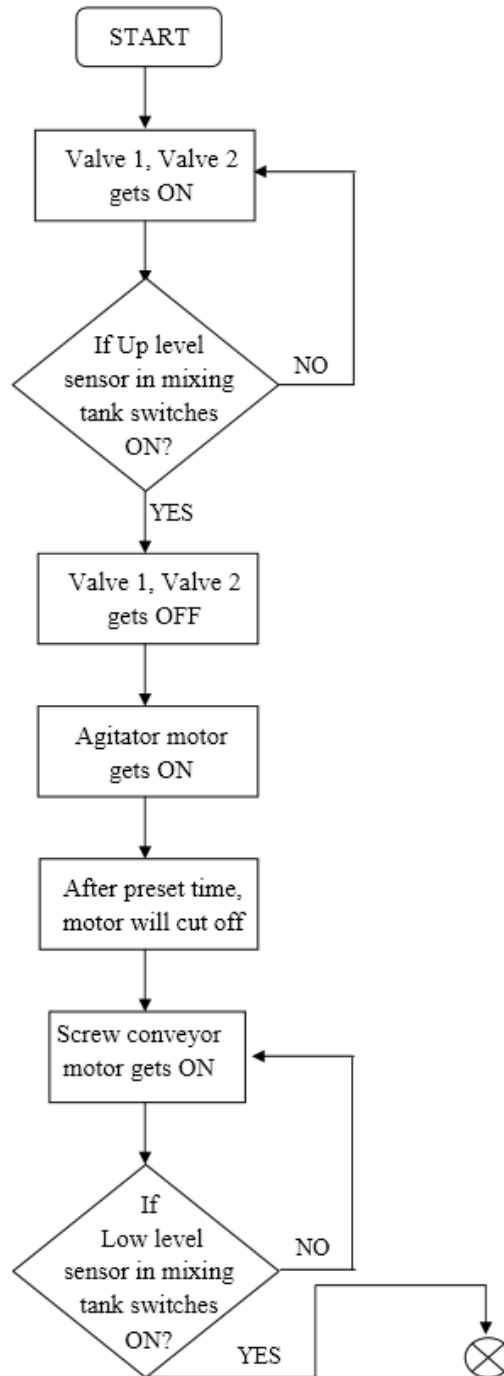 START
Valve 1, Valve 2
gets ON
If Up level
sensor in mixing
tank switches
ON?
NO
YES
Valve 1, Valve 2
gets OFF
Agitator motor
gets ON
After preset time,
motor will cut off
Screw conveyor
motor gets ON
If
Low level
sensor in mixing
tank switches
ON?
NO
YES